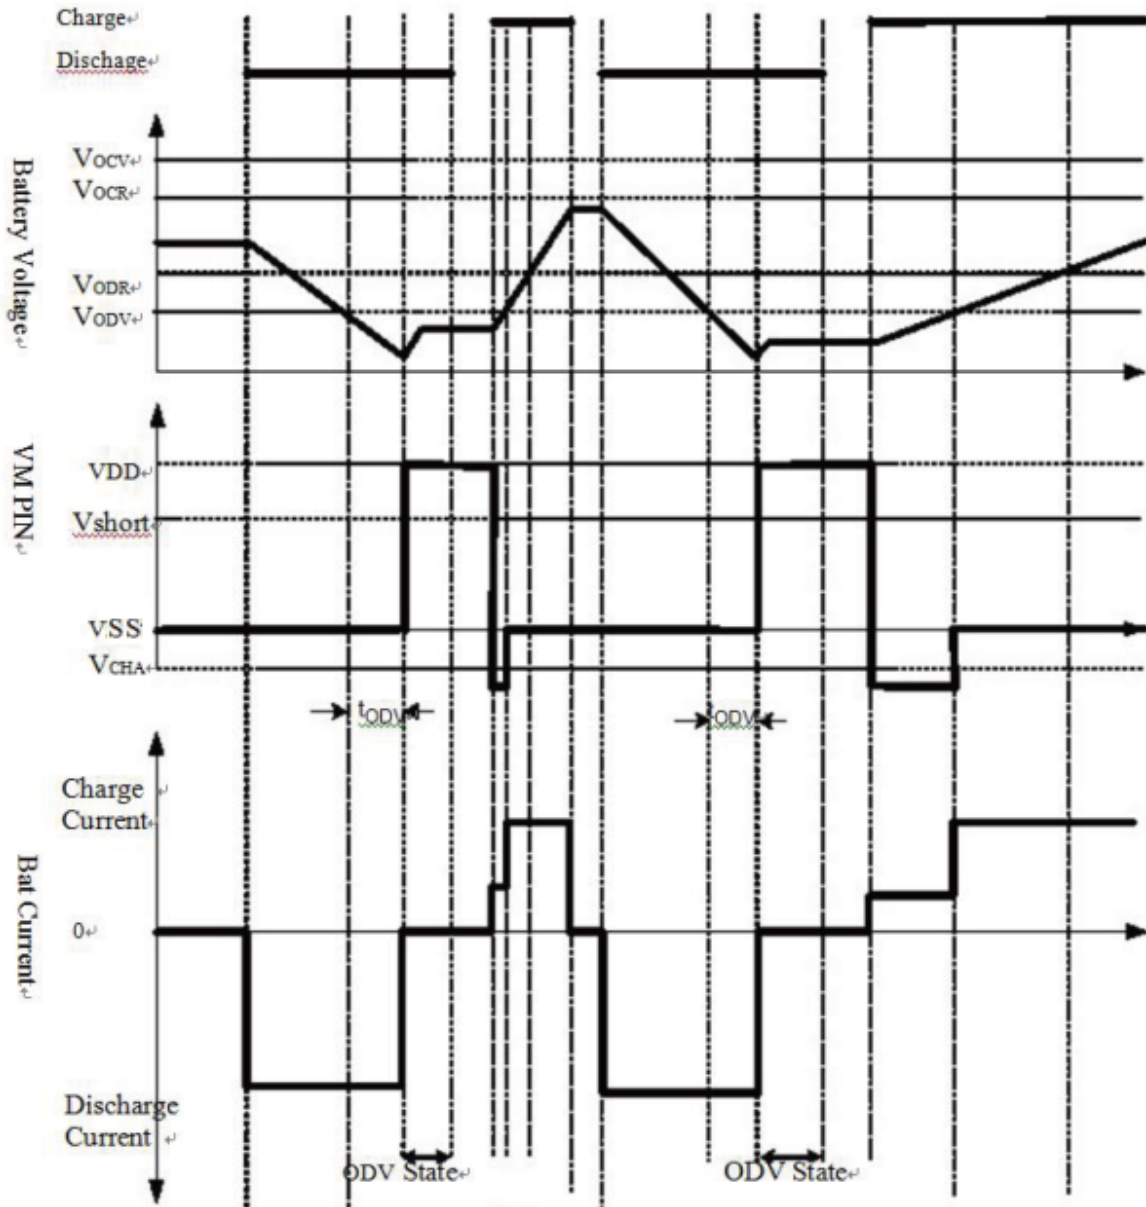 Charge
Dischage
Battery Voltage
VOCV
VOCR
VODR
VODV
VM PIN
VDD
Vshort
VSS
VCHA
tODV
tODV
Bat Current
Charge
Current
0
Discharge
Current
ODV State
ODV State